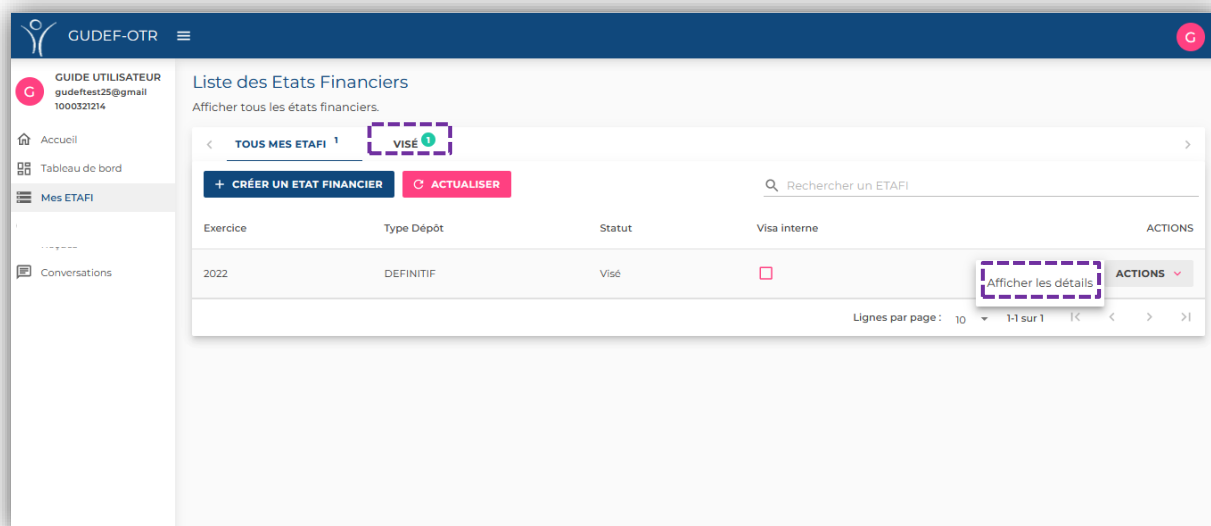 GUDEF-OTR
G
G
GUIDE UTILISATEUR
gudeftest25@gmail
1000321214
Accueil
Tableau de bord
Mes ETAFI
Conversations
Liste des Etats Financiers
Afficher tous les états financiers.
TOUS MES ETAFI 1
VISÉ 1
+ CRÉER UN ETAT FINANCIER
ACTUALISER
Rechercher un ETAFI
Exercice Type Dépôt Statut Visa interne ACTIONS
2022 DEFINITIF Visé
Afficher les détails
ACTIONS
Lignes par page : 10 1-1 sur 1